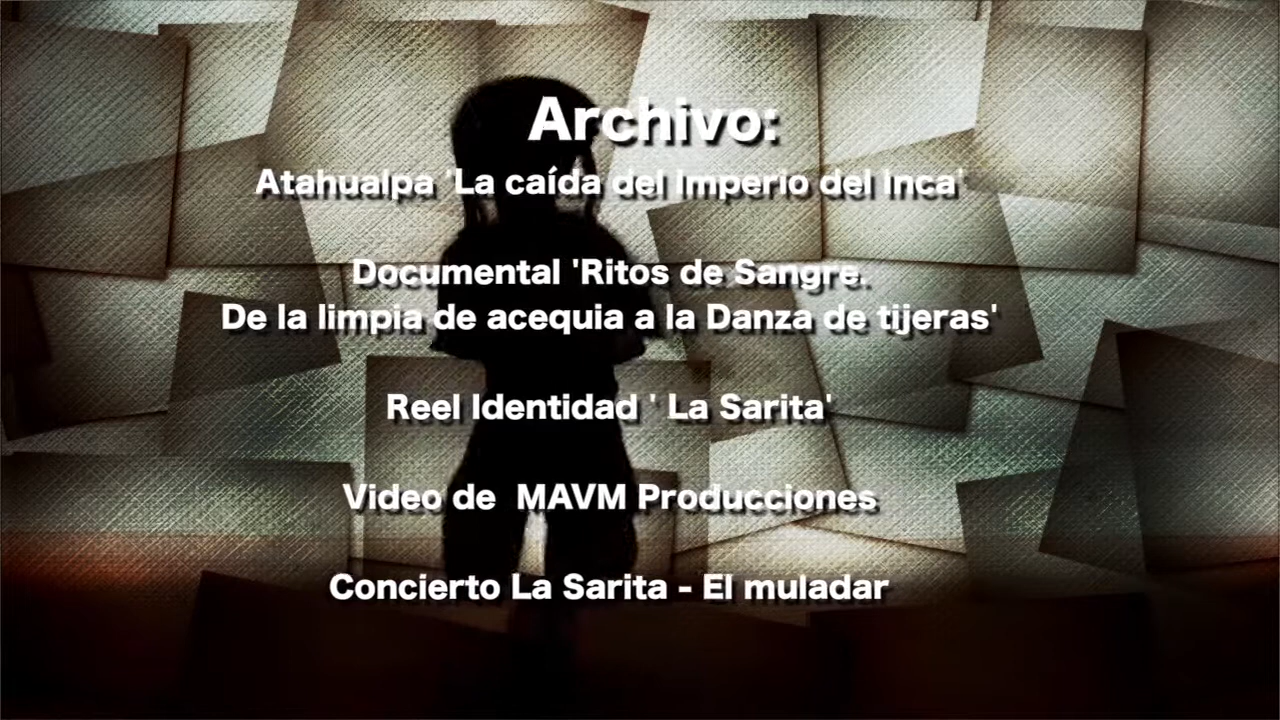 Archivo:
Atahualpa 'La caída del Imperio del Inca'
Documental 'Ritos de Sangre.
De la limpia de acequia a la Danza de tijeras'
Reel Identidad ' La Sarita'
Video de  MAVM Producciones
Concierto La Sarita - El muladar